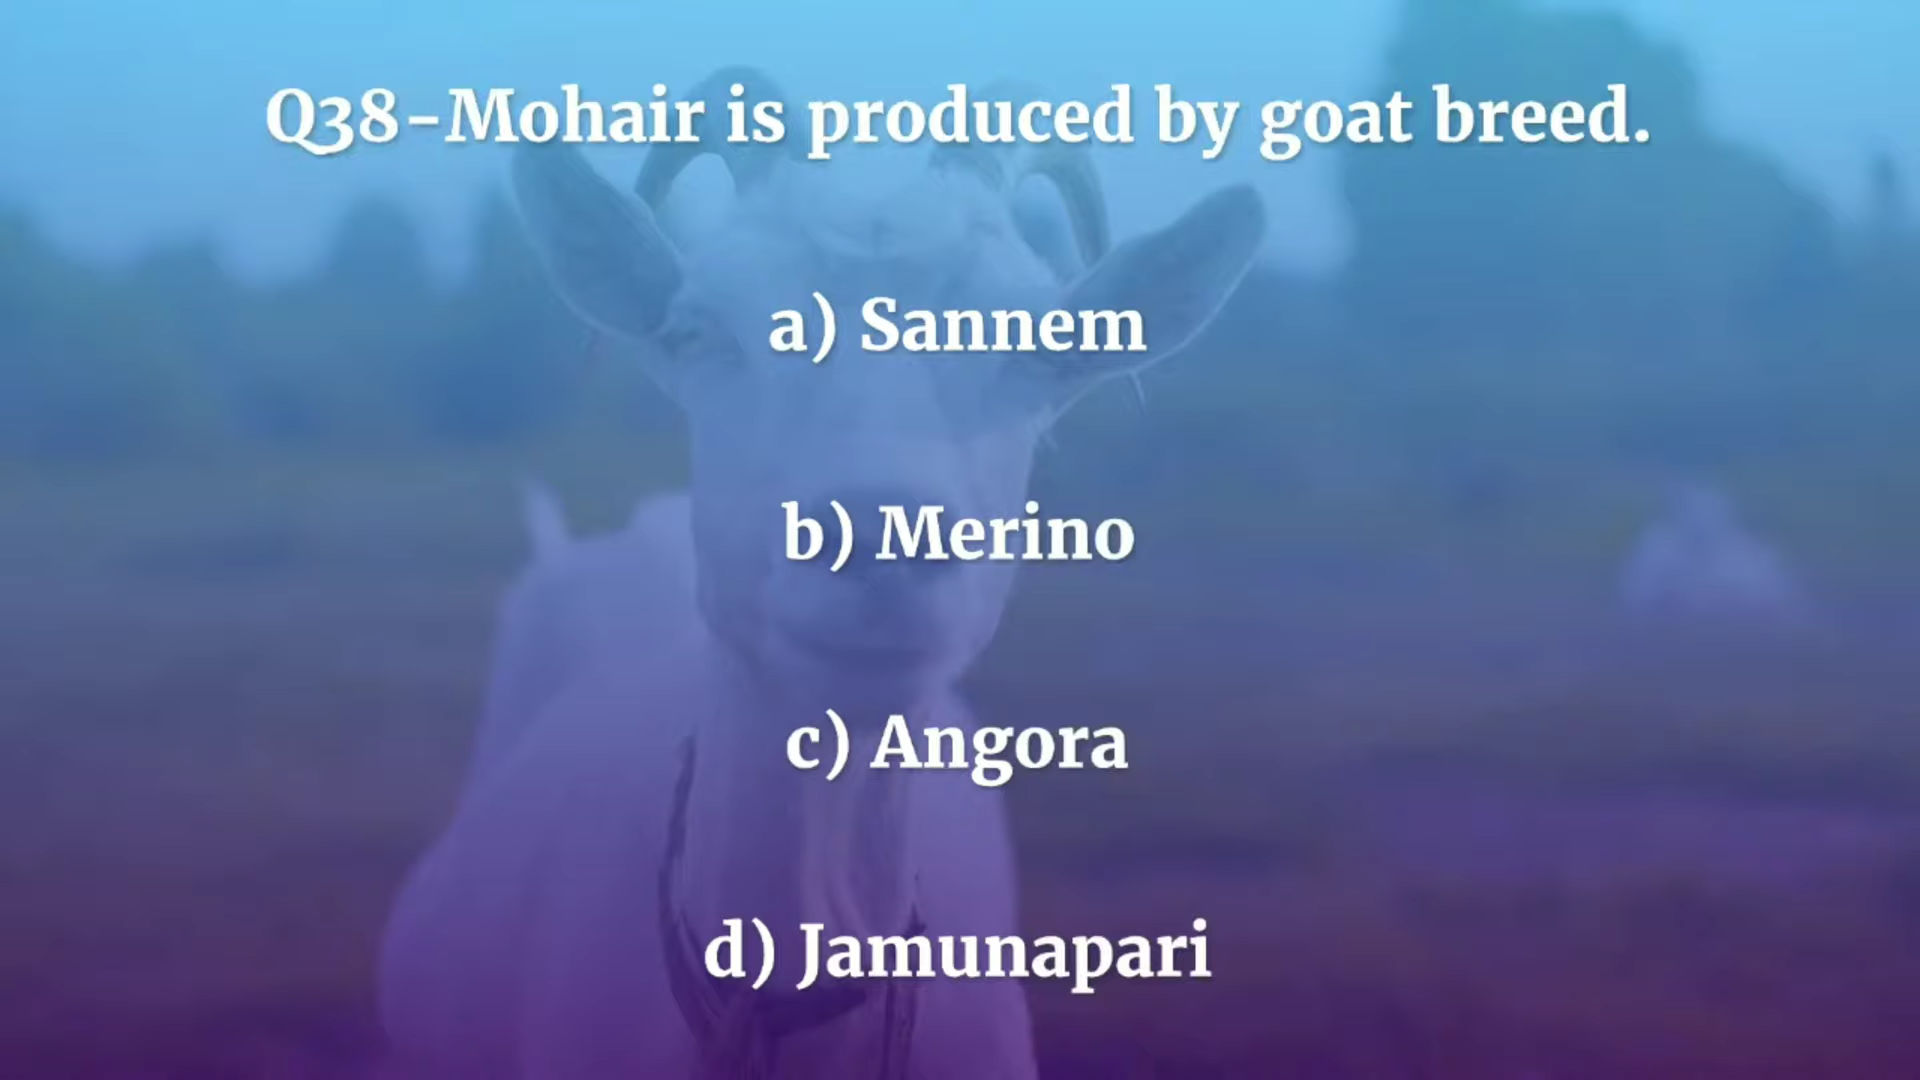 Q38-Mohair is produced by goat breed.
a) Sannem
b) Merino
c) Angora
d) Jamunapari